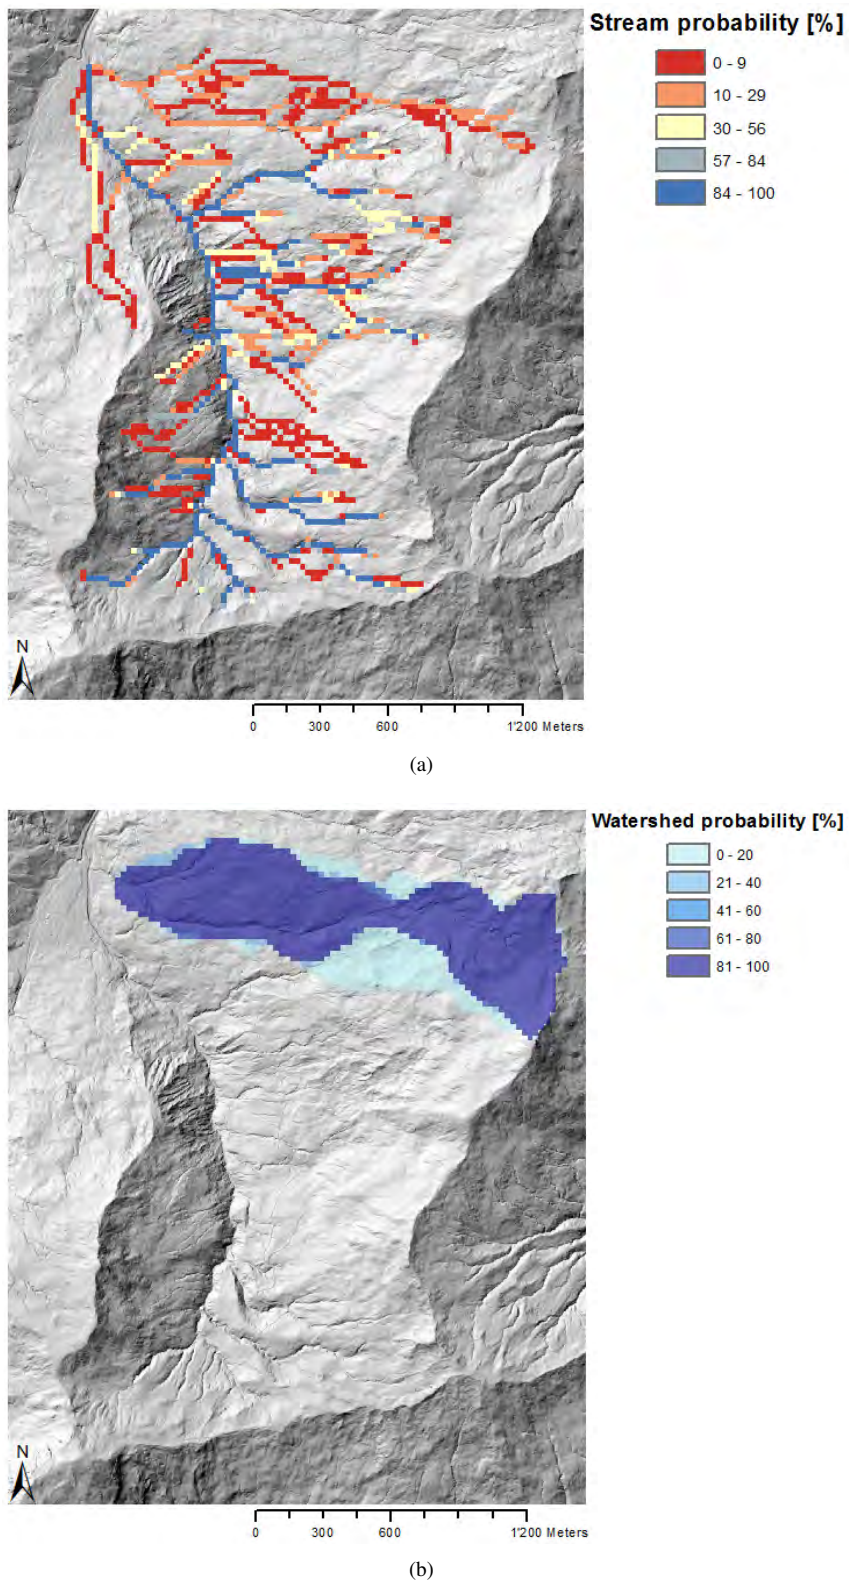 Stream probability [%]
0 - 9
10 - 29
30 - 56
57 - 84
84 - 100
N
0 300 600 1'200 Meters
(a)
Watershed probability [%]
0 - 20
21 - 40
41 - 60
61 - 80
81 - 100
N
0 300 600 1'200 Meters
(b)